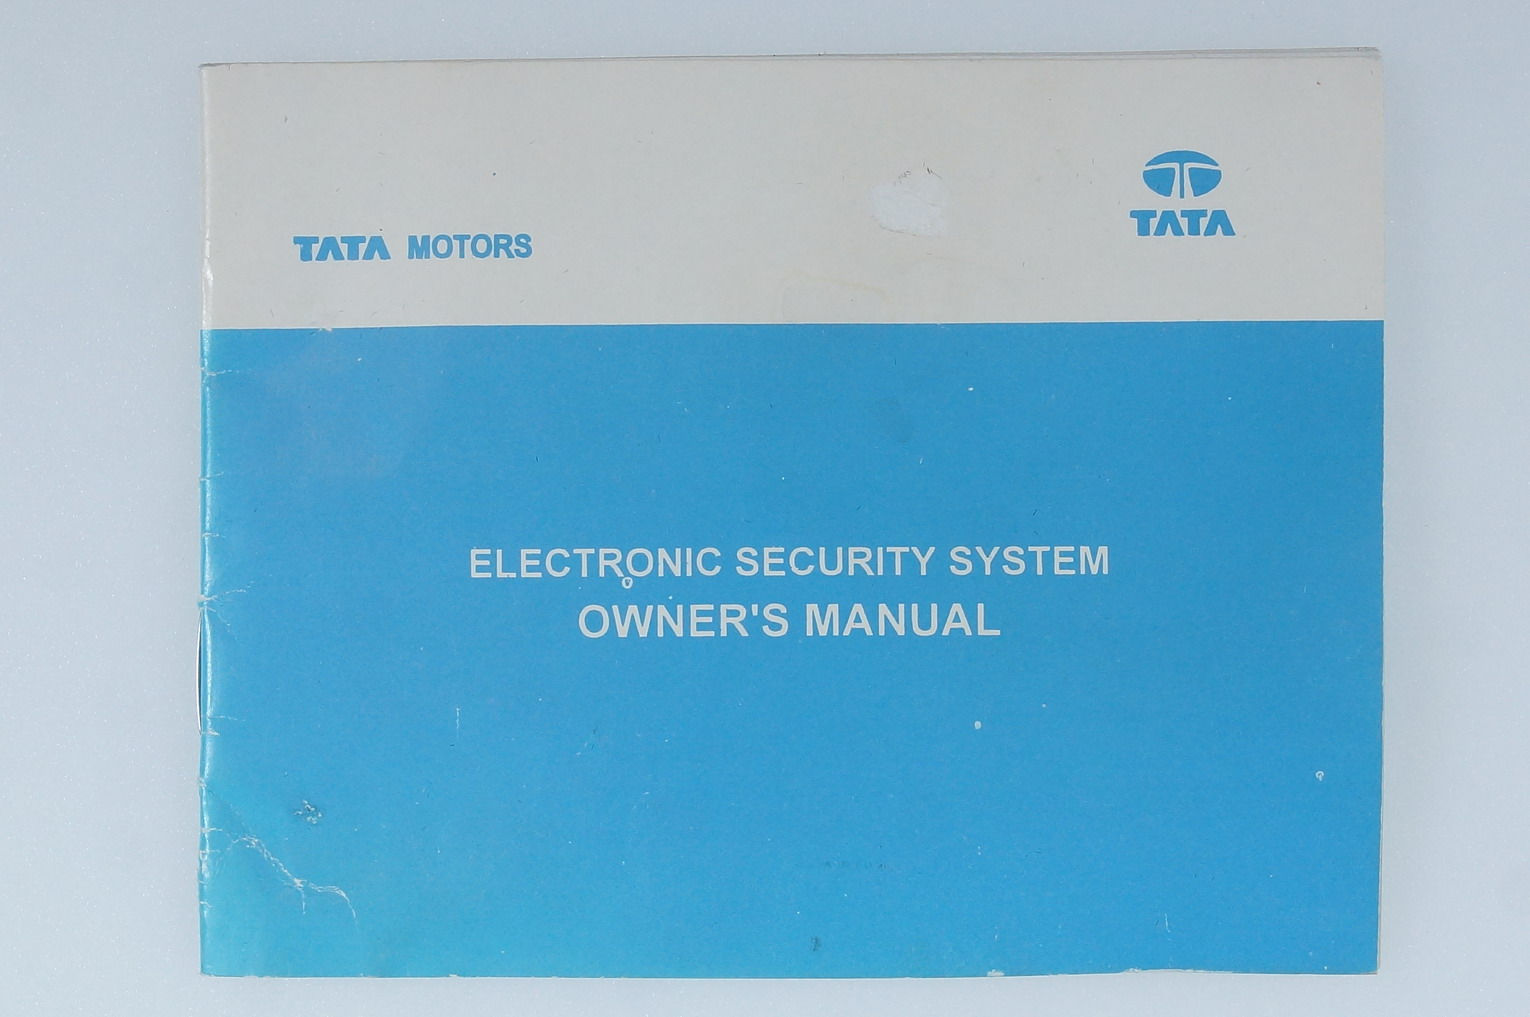 TATA
TATA MOTORS
ELECTRONIC SECURITY SYSTEM
OWNER'S MANUAL